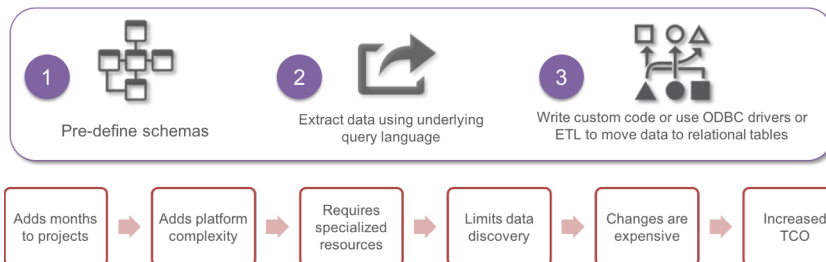 1
Pre-define schemas
2
Extract data using underlying
query language
3
Write custom code or use ODBC drivers or
ETL to move data to relational tables
Adds months
to projects
Adds platform
complexity
Requires
specialized
resources
Limits data
discovery
Changes are
expensive
Increased
TCO